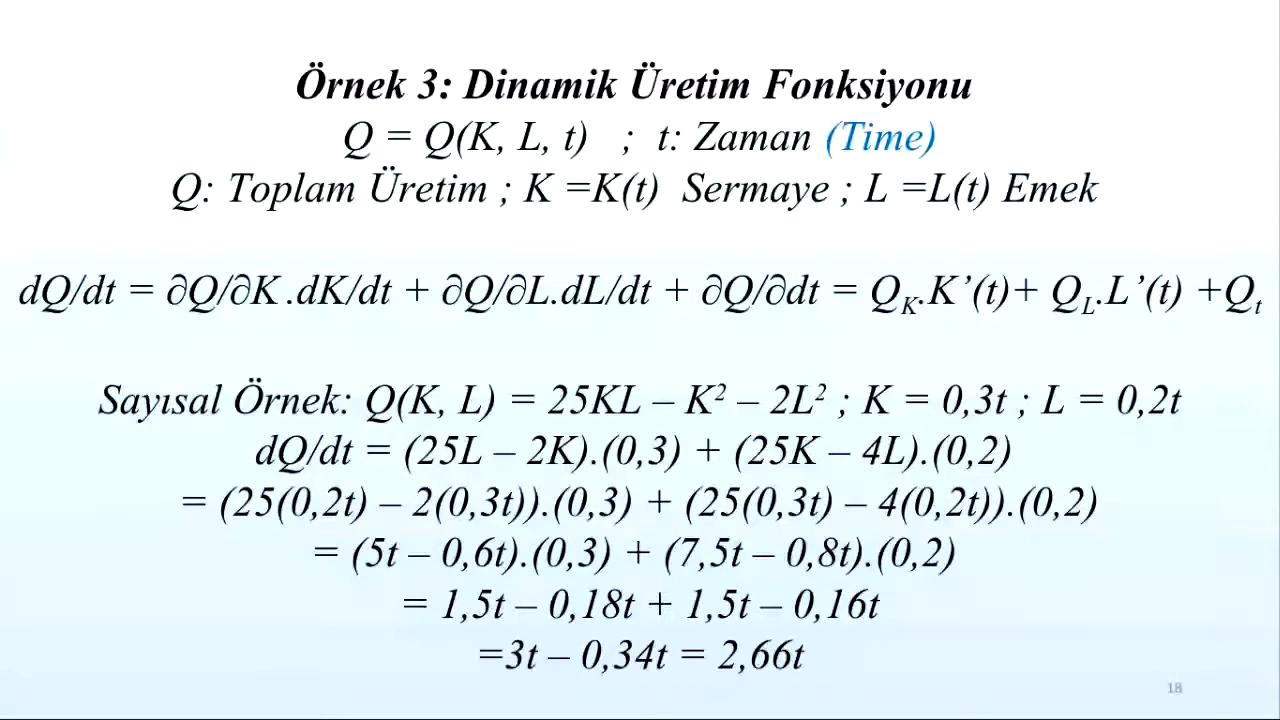 Örnek 3: Dinamik Üretim Fonksiyonu
Q = Q(K, L, t) ; t: Zaman (Time)
Q: Toplam Üretim ; K =K(t) Sermaye ; L =L(t) Emek
dQ/dt = ∂Q/∂K.dK/dt + ∂Q/∂L.dL/dt + ∂Q/∂dt = Q_K.K’(t)+ Q_L.L’(t) +Q_t
Sayısal Örnek: Q(K, L) = 25KL – K² – 2L² ; K = 0,3t ; L = 0,2t
dQ/dt = (25L – 2K).(0,3) + (25K – 4L).(0,2)
= (25(0,2t) – 2(0,3t)).(0,3) + (25(0,3t) – 4(0,2t)).(0,2)
= (5t – 0,6t).(0,3) + (7,5t – 0,8t).(0,2)
= 1,5t – 0,18t + 1,5t – 0,16t
=3t – 0,34t = 2,66t
18